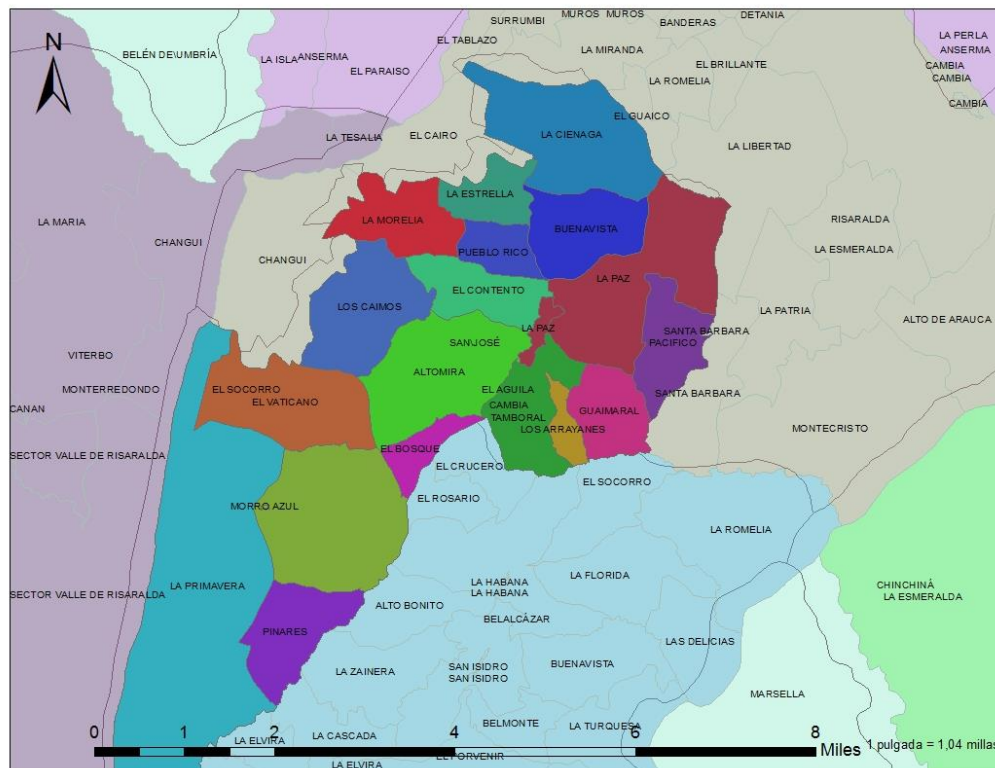 SURRUMBI
MUROS MUROS
DETANIA
BANDERAS
N
EL TABLAZO
LA MIRANDA
LA PERLA
ANSERMA
BELÉN DE UMBRÍA
LA ISLA
ANSERMA
EL PARAISO
EL BRILLANTE
CAMBIA
CAMBIA
LA ROMELIA
CAMBIA
EL GUAICO
LA TESALIA
EL CAIRO
LA CIENAGA
LA LIBERTAD
LA ESTRELLA
LA MARIA
LA MORELIA
RISARALDA
CHANGUI
BUENAVISTA
LA ESMERALDA
PUEBLO RICO
CHANGUI
LA PAZ
EL CONTENTO
LOS CAIMOS
LA PATRIA
ALTO DE ARAUCA
LA PAZ
SANTA BARBARA
SANJOSÉ
PACIFICO
VITERBO
ALTOMIRA
MONTERREDONDO
EL SOCORRO
EL AGUILA
SANTA BARBARA
EL VATICANO
CAMBIA
CANAN
TAMBORAL
GUAIMARAL
LOS ARRAYANES
MONTECRISTO
EL BOSQUE
SECTOR VALLE DE RISARALDA
EL CRUCERO
EL SOCORRO
EL ROSARIO
MORRO AZUL
LA ROMELIA
LA FLORIDA
LA PRIMAVERA
LA HABANA
CHINCHINÁ
SECTOR VALLE DE RISARALDA
LA HABANA
LA ESMERALDA
ALTO BONITO
BELALCÁZAR
PINARES
LAS DELICIAS
LA ZAINERA
SAN ISIDRO
BUENAVISTA
SAN ISIDRO
MARSELLA
BELMONTE
LA TURQUESA
LA ELVIRA
LA CASCADA
0 1 2 4 6 8
Miles
1 pulgada = 1,04 millas
LA ELVIRA
EL PORVENIR